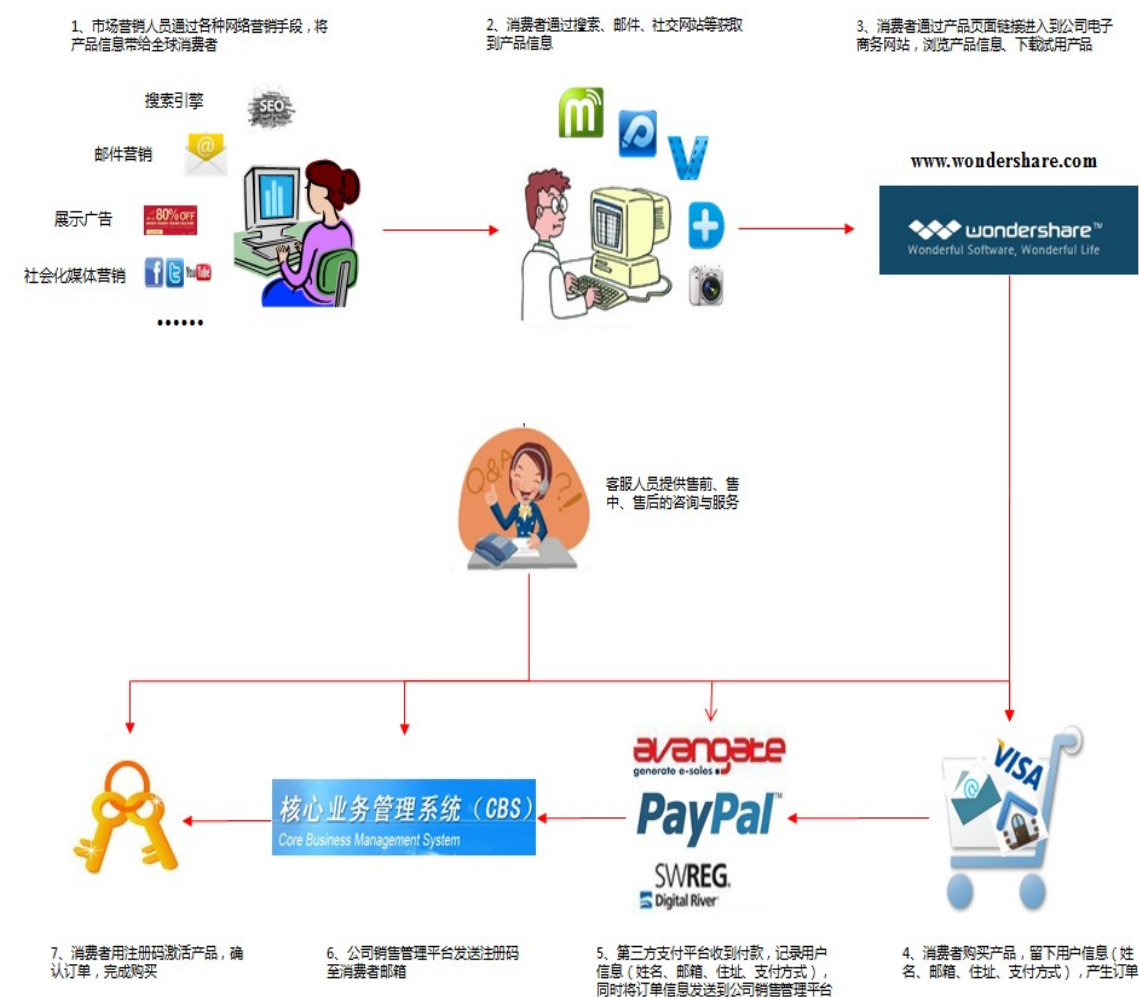 1、市场营销人员通过各种网络营销手段，将
产品信息带给全球消费者
2、消费者通过搜索、邮件、社交网站等获取
到产品信息
3、消费者通过产品页面链接进入到公司电子
商务网站，浏览产品信息、下载试用产品
搜索引擎
SEO
邮件营销
展示广告
80% OFF
社会化媒体营销
You Tube
......
www.wondershare.com
wondershare™
Wonderful Software, Wonderful Life
Q&A
?!
客服人员提供售前、售
中、售后的咨询与服务
avangate
generate e-sales
PayPal™
SWREG.
Digital River
核心业务管理系统（CBS）
Core Business Management System
VISA
7、消费者用注册码激活产品，确
认订单，完成购买
6、公司销售管理平台发送注册码
至消费者邮箱
5、第三方支付平台收到付款，记录用户
信息（姓名、邮箱、住址、支付方式），
同时将订单信息发送到公司销售管理平台
4、消费者购买产品，留下用户信息（姓
名、邮箱、住址、支付方式），产生订单